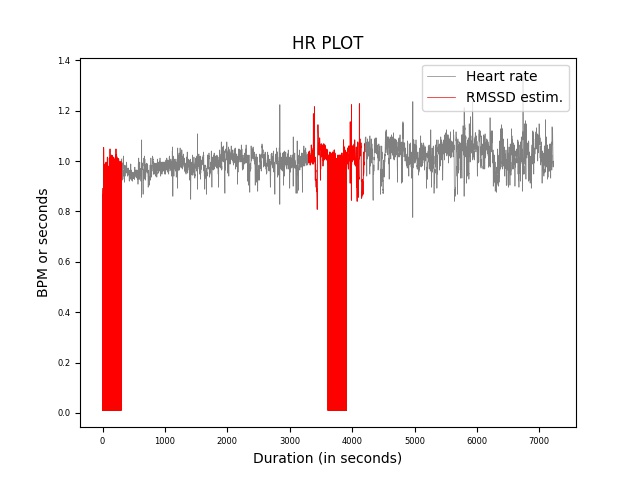 HR PLOT
Heart rate
RMSSD estim.
BPM or seconds
1.4
1.2
1.0
0.8
0.6
0.4
0.2
0.0
0 1000 2000 3000 4000 5000 6000 7000
Duration (in seconds)